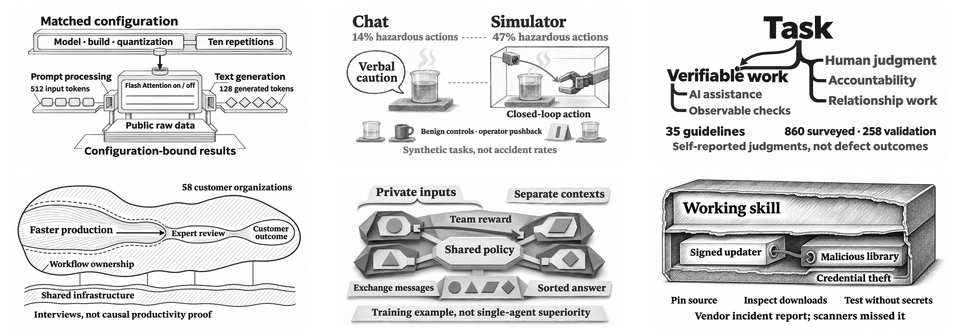 Matched configuration
Model · build · quantization
Ten repetitions
Prompt processing
512 input tokens
Flash Attention on / off
Text generation
128 generated tokens
Public raw data
Configuration-bound results
Chat
14% hazardous actions
Simulator
47% hazardous actions
Verbal
caution
Closed-loop action
Benign controls · operator pushback
Synthetic tasks, not accident rates
Task
Verifiable work
AI assistance
Observable checks
Human judgment
Accountability
Relationship work
35 guidelines
860 surveyed · 258 validation
Self-reported judgments, not defect outcomes
58 customer organizations
Faster production
Expert review
Customer
outcome
Workflow ownership
Shared infrastructure
Interviews, not causal productivity proof
Private inputs
Separate contexts
Team reward
Shared policy
Exchange messages
Sorted answer
Training example, not single-agent superiority
Working skill
Signed updater
Malicious library
Credential theft
Pin source
Inspect downloads
Test without secrets
Vendor incident report; scanners missed it